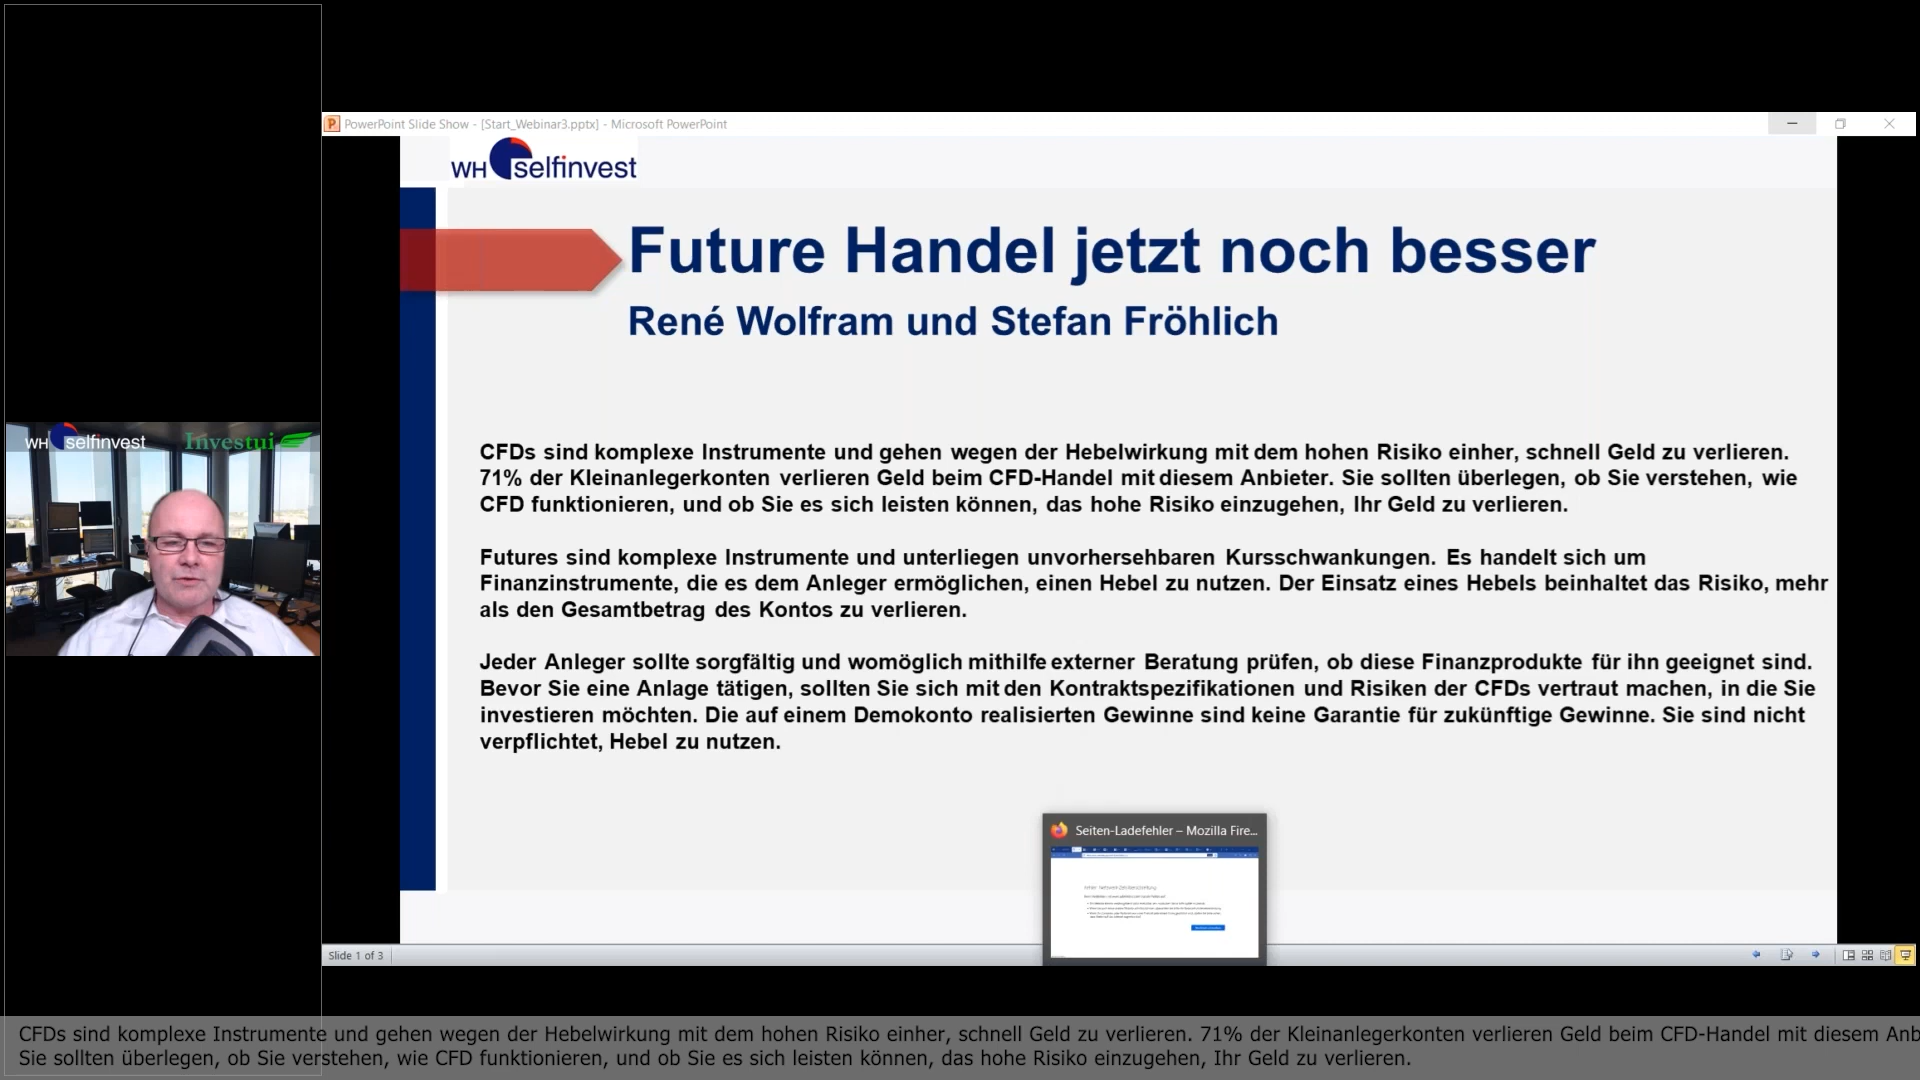 PowerPoint Slide Show - [Start_Webinar3.pptx] - Microsoft PowerPoint
WH selfinvest
Future Handel jetzt noch besser
René Wolfram und Stefan Fröhlich
WH selfinvest Investui
CFDs sind komplexe Instrumente und gehen wegen der Hebelwirkung mit dem hohen Risiko einher, schnell Geld zu verlieren.
71% der Kleinanlegerkonten verlieren Geld beim CFD-Handel mit diesem Anbieter. Sie sollten überlegen, ob Sie verstehen, wie
CFD funktionieren, und ob Sie es sich leisten können, das hohe Risiko einzugehen, Ihr Geld zu verlieren.
Futures sind komplexe Instrumente und unterliegen unvorhersehbaren Kursschwankungen. Es handelt sich um
Finanzinstrumente, die es dem Anleger ermöglichen, einen Hebel zu nutzen. Der Einsatz eines Hebels beinhaltet das Risiko, mehr
als den Gesamtbetrag des Kontos zu verlieren.
Jeder Anleger sollte sorgfältig und womöglich mithilfe externer Beratung prüfen, ob diese Finanzprodukte für ihn geeignet sind.
Bevor Sie eine Anlage tätigen, sollten Sie sich mit den Kontraktspezifikationen und Risiken der CFDs vertraut machen, in die Sie
investieren möchten. Die auf einem Demokonto realisierten Gewinne sind keine Garantie für zukünftige Gewinne. Sie sind nicht
verpflichtet, Hebel zu nutzen.
Seiten-Ladefehler – Mozilla Fire...
Slide 1 of 3
CFDs sind komplexe Instrumente und gehen wegen der Hebelwirkung mit dem hohen Risiko einher, schnell Geld zu verlieren. 71% der Kleinanlegerkonten verlieren Geld beim CFD-Handel mit diesem Anb
Sie sollten überlegen, ob Sie verstehen, wie CFD funktionieren, und ob Sie es sich leisten können, das hohe Risiko einzugehen, Ihr Geld zu verlieren.